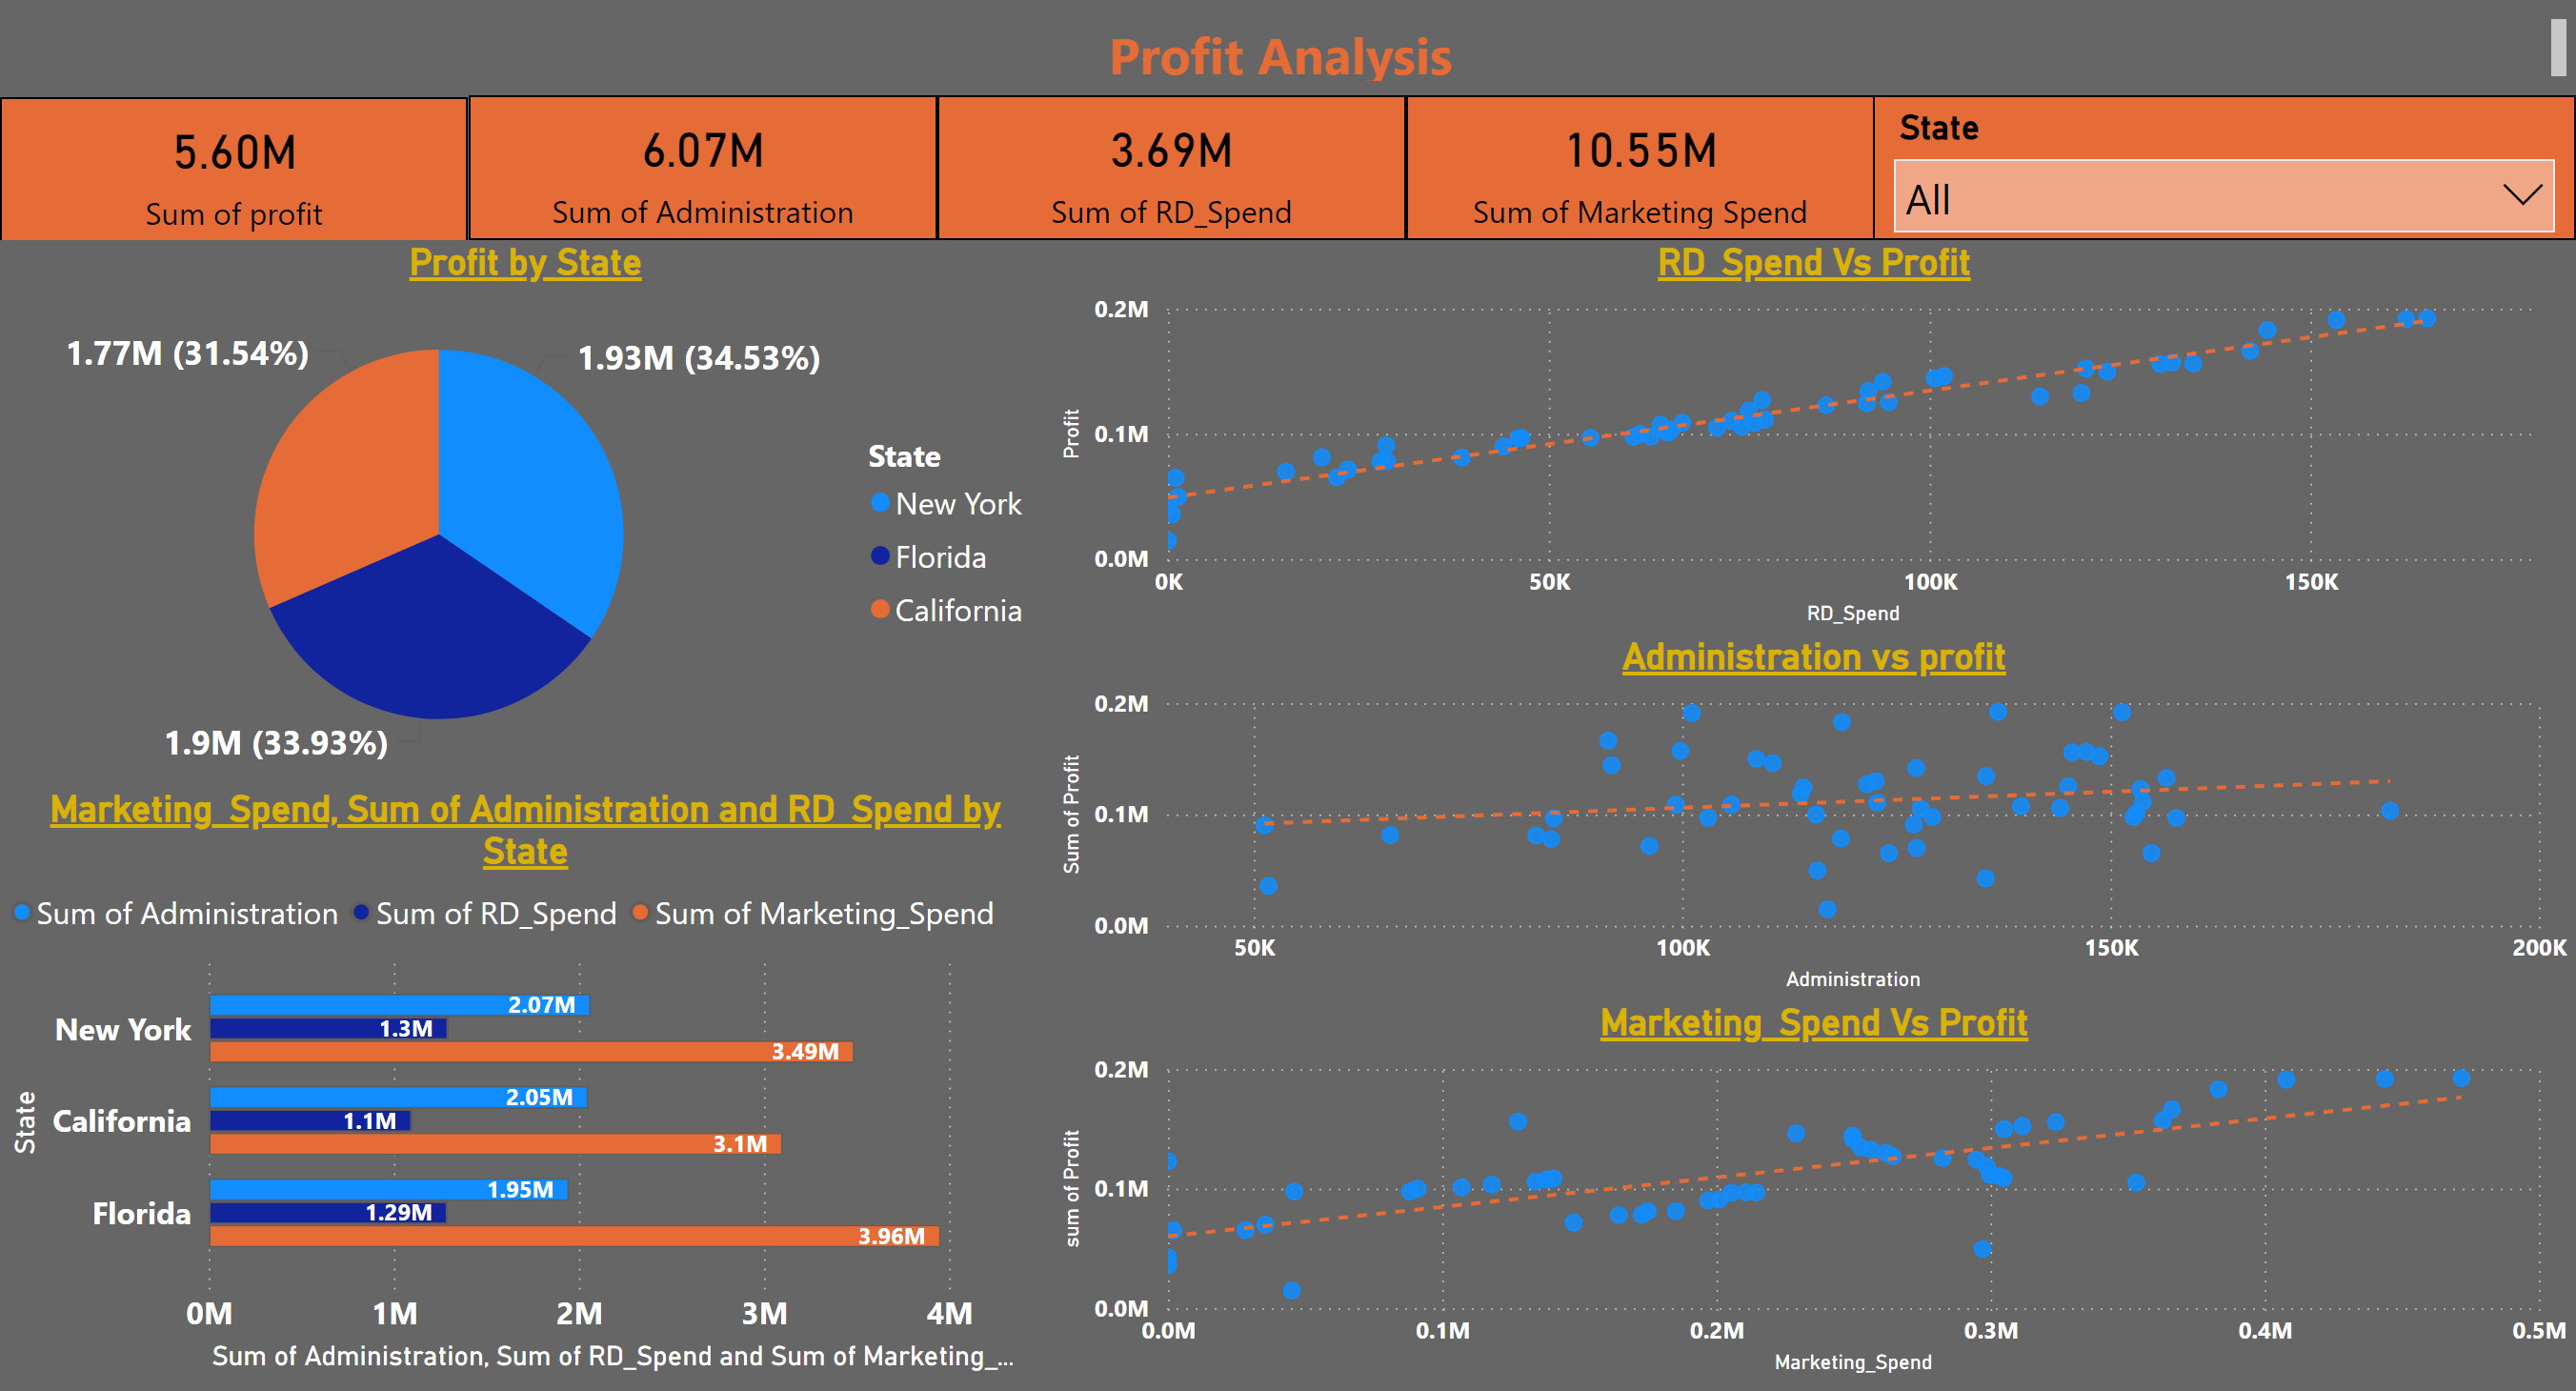 Profit Analysis
5.60M
Sum of profit
6.07M
Sum of Administration
3.69M
Sum of RD_Spend
10.55M
Sum of Marketing Spend
State
All
Profit by State
1.77M (31.54%)
1.93M (34.53%)
1.9M (33.93%)
State
New York
Florida
California
Marketing_Spend, Sum of Administration and RD_Spend by
State
Sum of Administration Sum of RD_Spend Sum of Marketing_Spend
State
New York
2.07M
1.3M
3.49M
California
2.05M
1.1M
3.1M
Florida
1.95M
1.29M
3.96M
0M 1M 2M 3M 4M
Sum of Administration, Sum of RD_Spend and Sum of Marketing_...
RD_Spend Vs Profit
Profit
0.2M
0.1M
0.0M
0K 50K 100K 150K
RD_Spend
Administration vs profit
Sum of Profit
0.2M
0.1M
0.0M
50K 100K 150K 200K
Administration
Marketing_Spend Vs Profit
sum of Profit
0.2M
0.1M
0.0M
0.0M 0.1M 0.2M 0.3M 0.4M 0.5M
Marketing_Spend